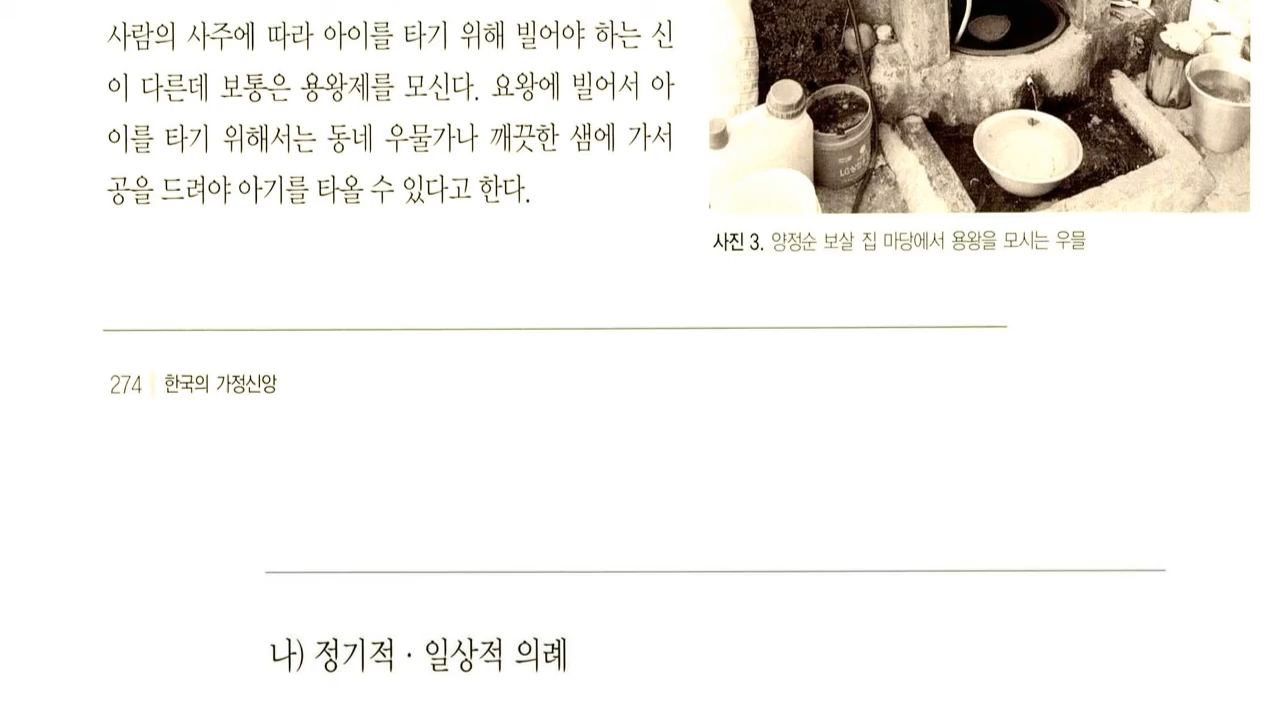 사람의 사주에 따라 아이를 타기 위해 빌어야 하는 신
이 다른데 보통은 용왕제를 모신다. 요왕에 빌어서 아
이를 타기 위해서는 동네 우물가나 깨끗한 샘에 가서
공을 드려야 아기를 타올 수 있다고 한다.
사진 3. 양정순 보살 집 마당에서 용왕을 모시는 우물
274 한국의 가정신앙
나) 정기적 · 일상적 의례